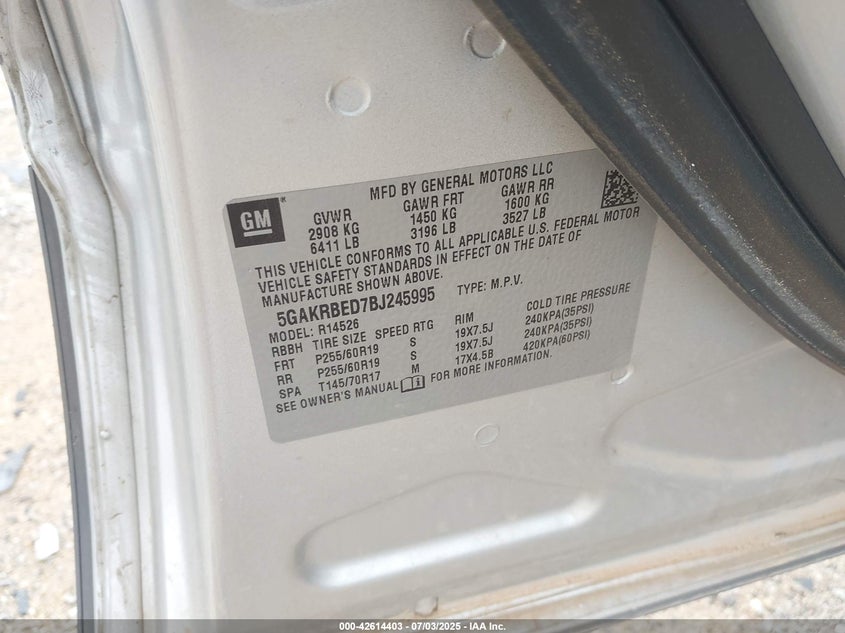 MFD BY GENERAL MOTORS LLC
GM
GVWR GAWR FRT GAWR RR
2908 KG 1450 KG 1600 KG
6411 LB 3196 LB 3527 LB
THIS VEHICLE CONFORMS TO ALL APPLICABLE U.S. FEDERAL MOTOR
VEHICLE SAFETY STANDARDS IN EFFECT ON THE DATE OF
MANUFACTURE SHOWN ABOVE.
5GAKRBED7BJ245995 TYPE: M.P.V.
MODEL: R14526
RBBH TIRE SIZE SPEED RTG RIM COLD TIRE PRESSURE
FRT P255/60R19 S 19X7.5J 240KPA(35PSI)
RR P255/60R19 S 19X7.5J 240KPA(35PSI)
SPA T145/70R17 M 17X4.5B 420KPA(60PSI)
SEE OWNER'S MANUAL FOR MORE INFORMATION.
000-42614403 - 07/03/2025 - IAA Inc.